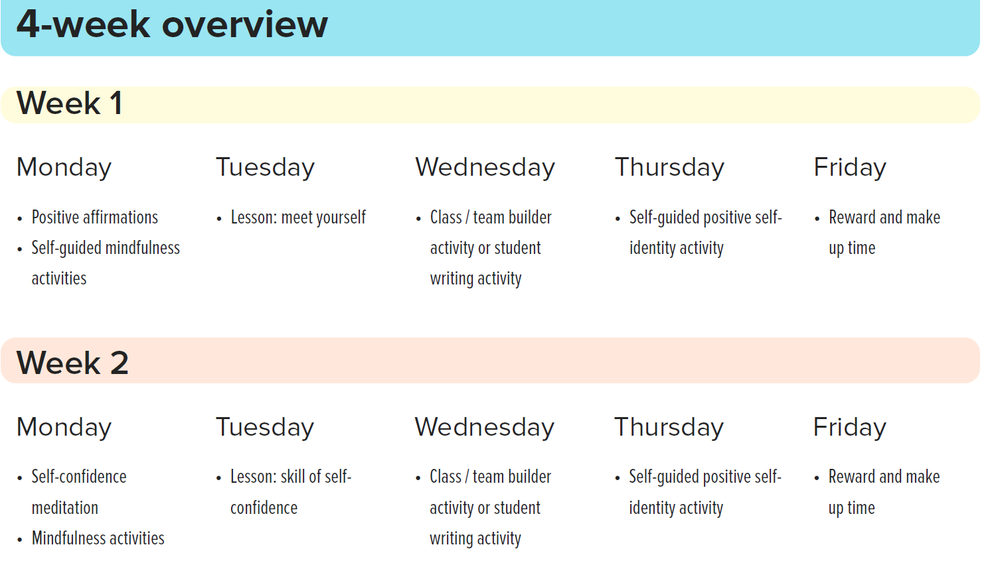 4-week overview
Week 1
Monday
• Positive affirmations
• Self-guided mindfulness
activities
Tuesday
• Lesson: meet yourself
Wednesday
• Class / team builder
activity or student
writing activity
Thursday
• Self-guided positive self-
identity activity
Friday
• Reward and make
up time
Week 2
Monday
• Self-confidence
meditation
• Mindfulness activities
Tuesday
• Lesson: skill of self-
confidence
Wednesday
• Class / team builder
activity or student
writing activity
Thursday
• Self-guided positive self-
identity activity
Friday
• Reward and make
up time